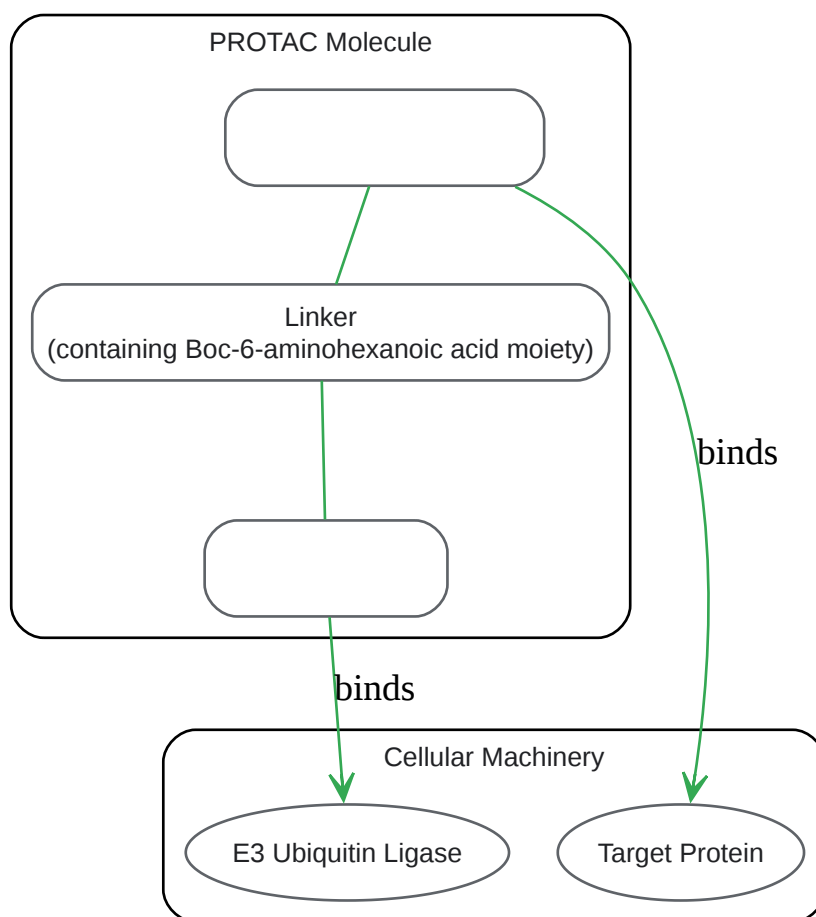 PROTAC Molecule
Linker
(containing Boc-6-aminohexanoic acid moiety)
binds
binds
Cellular Machinery
E3 Ubiquitin Ligase
Target Protein